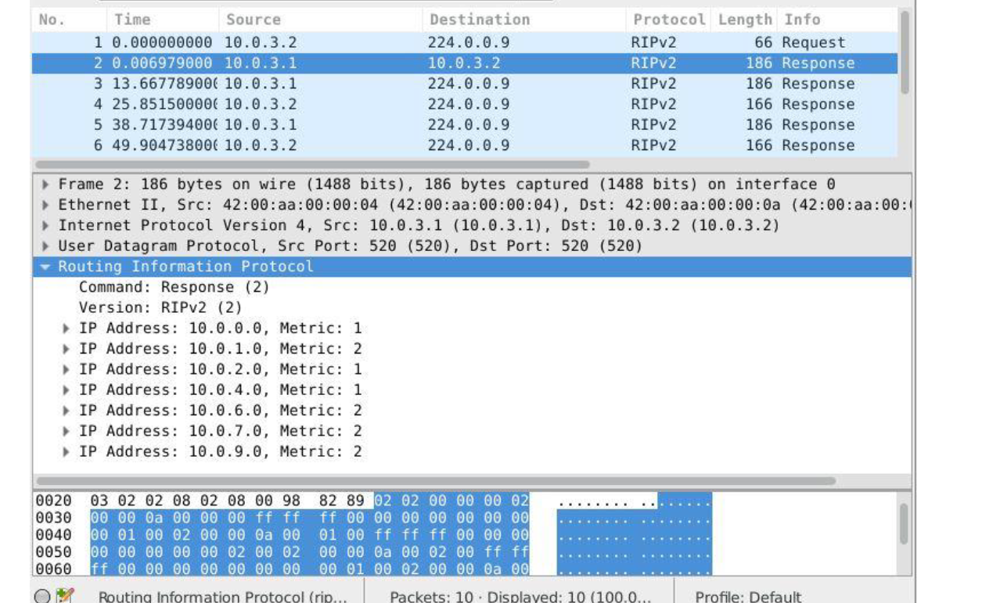 No. Time Source Destination Protocol Length Info
1 0.000000000 10.0.3.2 224.0.0.9 RIPv2 66 Request
2 0.006979000 10.0.3.1 10.0.3.2 RIPv2 186 Response
3 13.667789000 10.0.3.1 224.0.0.9 RIPv2 186 Response
4 25.851500000 10.0.3.2 224.0.0.9 RIPv2 166 Response
5 38.717394000 10.0.3.1 224.0.0.9 RIPv2 186 Response
6 49.904738000 10.0.3.2 224.0.0.9 RIPv2 166 Response
Frame 2: 186 bytes on wire (1488 bits), 186 bytes captured (1488 bits) on interface 0
Ethernet II, Src: 42:00:aa:00:00:04 (42:00:aa:00:00:04), Dst: 42:00:aa:00:00:0a (42:00:aa:00:
Internet Protocol Version 4, Src: 10.0.3.1 (10.0.3.1), Dst: 10.0.3.2 (10.0.3.2)
User Datagram Protocol, Src Port: 520 (520), Dst Port: 520 (520)
Routing Information Protocol
Command: Response (2)
Version: RIPv2 (2)
IP Address: 10.0.0.0, Metric: 1
IP Address: 10.0.1.0, Metric: 2
IP Address: 10.0.2.0, Metric: 1
IP Address: 10.0.4.0, Metric: 1
IP Address: 10.0.6.0, Metric: 2
IP Address: 10.0.7.0, Metric: 2
IP Address: 10.0.9.0, Metric: 2
0020 03 02 02 08 02 08 00 98 82 89 02 02 00 00 00 02 ........ ........
0030 00 00 0a 00 00 00 ff ff ff 00 00 00 00 00 00 00 ........ ........
0040 00 01 00 02 00 00 0a 00 01 00 ff ff ff 00 00 00 ........ ........
0050 00 00 00 00 00 02 00 02 00 00 0a 00 02 00 ff ff ........ ........
0060 ff 00 00 00 00 00 00 00 00 01 00 02 00 00 0a 00 ........ ........
Routing Information Protocol (rip... Packets: 10 · Displayed: 10 (100.0... Profile: Default